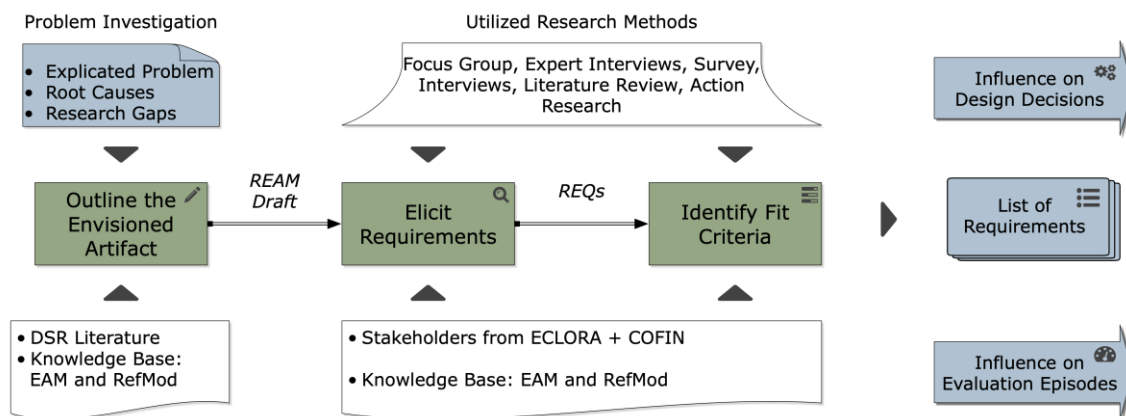 Problem Investigation
Utilized Research Methods
• Explicated Problem
• Root Causes
• Research Gaps
Focus Group, Expert Interviews, Survey,
Interviews, Literature Review, Action
Research
Influence on
Design Decisions
Outline the
Envisioned
Artifact
REAM
Draft
Elicit
Requirements
REQs
Identify Fit
Criteria
List of
Requirements
• DSR Literature
• Knowledge Base:
EAM and RefMod
• Stakeholders from ECLORA + COFIN
• Knowledge Base: EAM and RefMod
Influence on
Evaluation Episodes